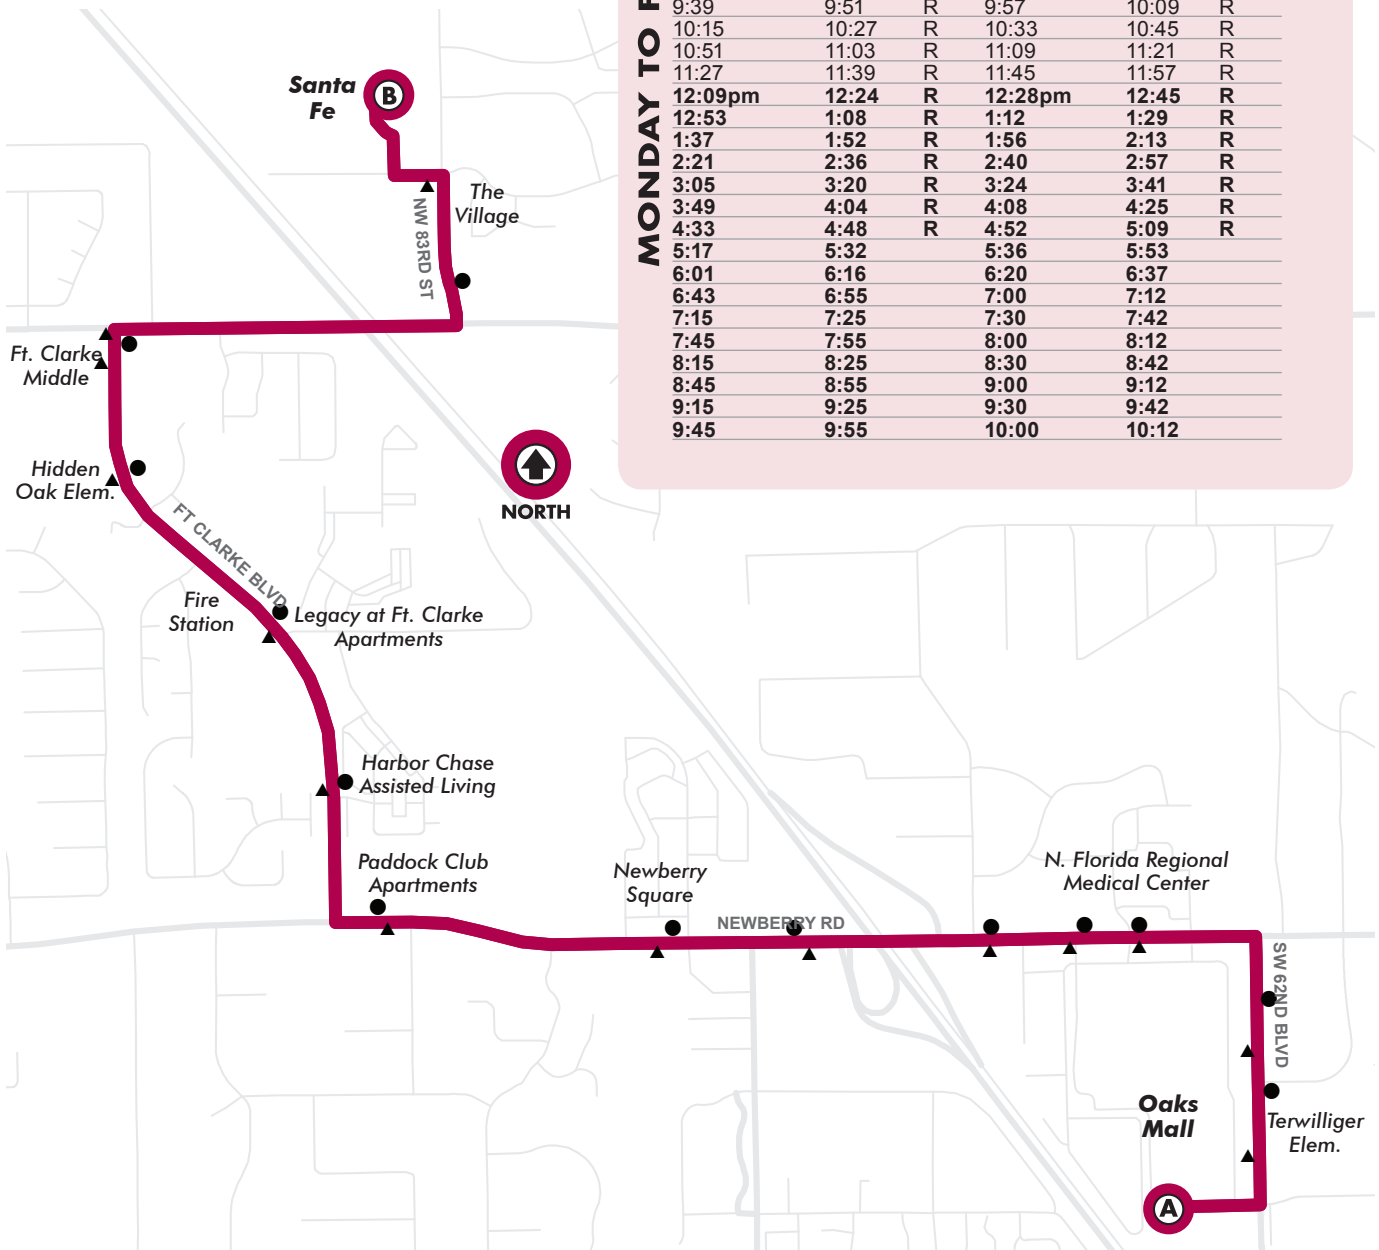 MONDAY TO
9:39 9:51 R 9:57 10:09 R
10:15 10:27 R 10:33 10:45 R
10:51 11:03 R 11:09 11:21 R
11:27 11:39 R 11:45 11:57 R
12:09pm 12:24 R 12:28pm 12:45 R
12:53 1:08 R 1:12 1:29 R
1:37 1:52 R 1:56 2:13 R
2:21 2:36 R 2:40 2:57 R
3:05 3:20 R 3:24 3:41 R
3:49 4:04 R 4:08 4:25 R
4:33 4:48 R 4:52 5:09 R
5:17 5:32 5:36 5:53
6:01 6:16 6:20 6:37
6:43 6:55 7:00 7:12
7:15 7:25 7:30 7:42
7:45 7:55 8:00 8:12
8:15 8:25 8:30 8:42
8:45 8:55 9:00 9:12
9:15 9:25 9:30 9:42
9:45 9:55 10:00 10:12
Santa
Fe
B
The
Village
NW 83RD ST
Ft. Clarke
Middle
Hidden
Oak Elem.
NORTH
FT CLARKE BLVD
Fire
Station
Legacy at Ft. Clarke
Apartments
Harbor Chase
Assisted Living
Paddock Club
Apartments
Newberry
Square
NEWBERRY RD
N. Florida Regional
Medical Center
SW 62ND BLVD
Oaks
Mall
Terwilliger
Elem.
A